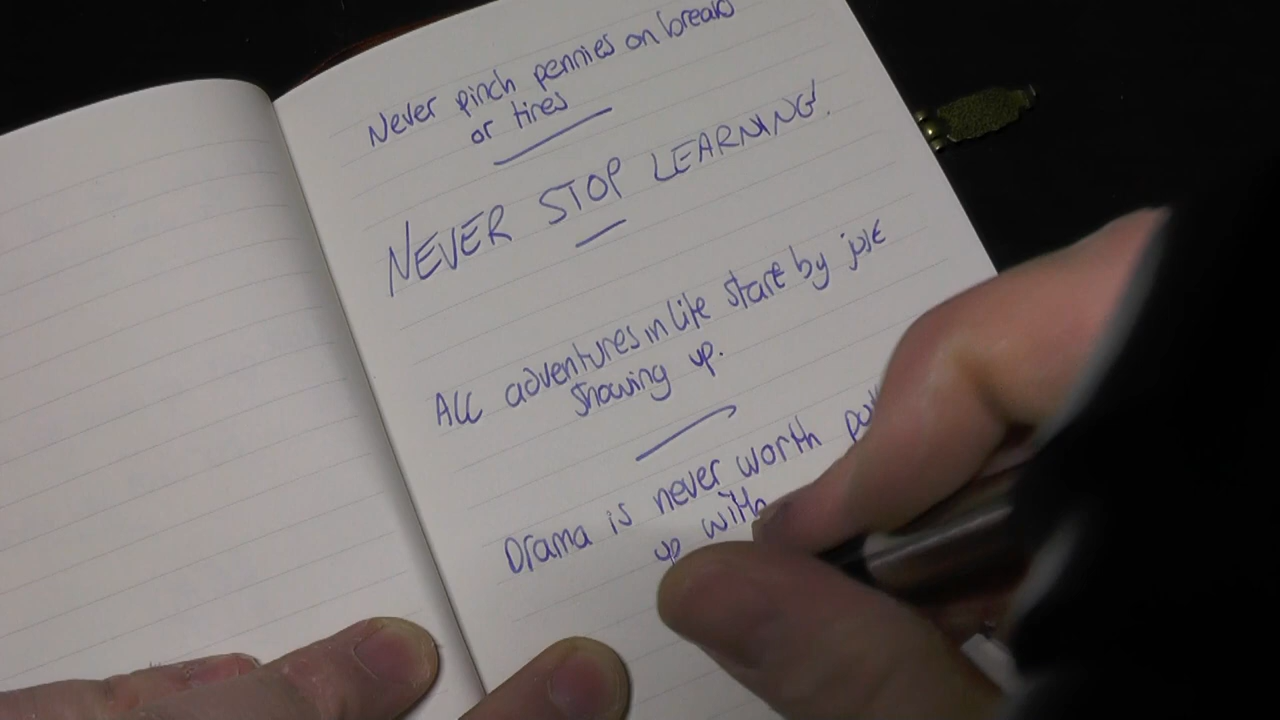 Never pinch pennies on breaks
or tires
NEVER STOP LEARNING!
All adventures in life start by just
showing up.
Drama is never worth
up with